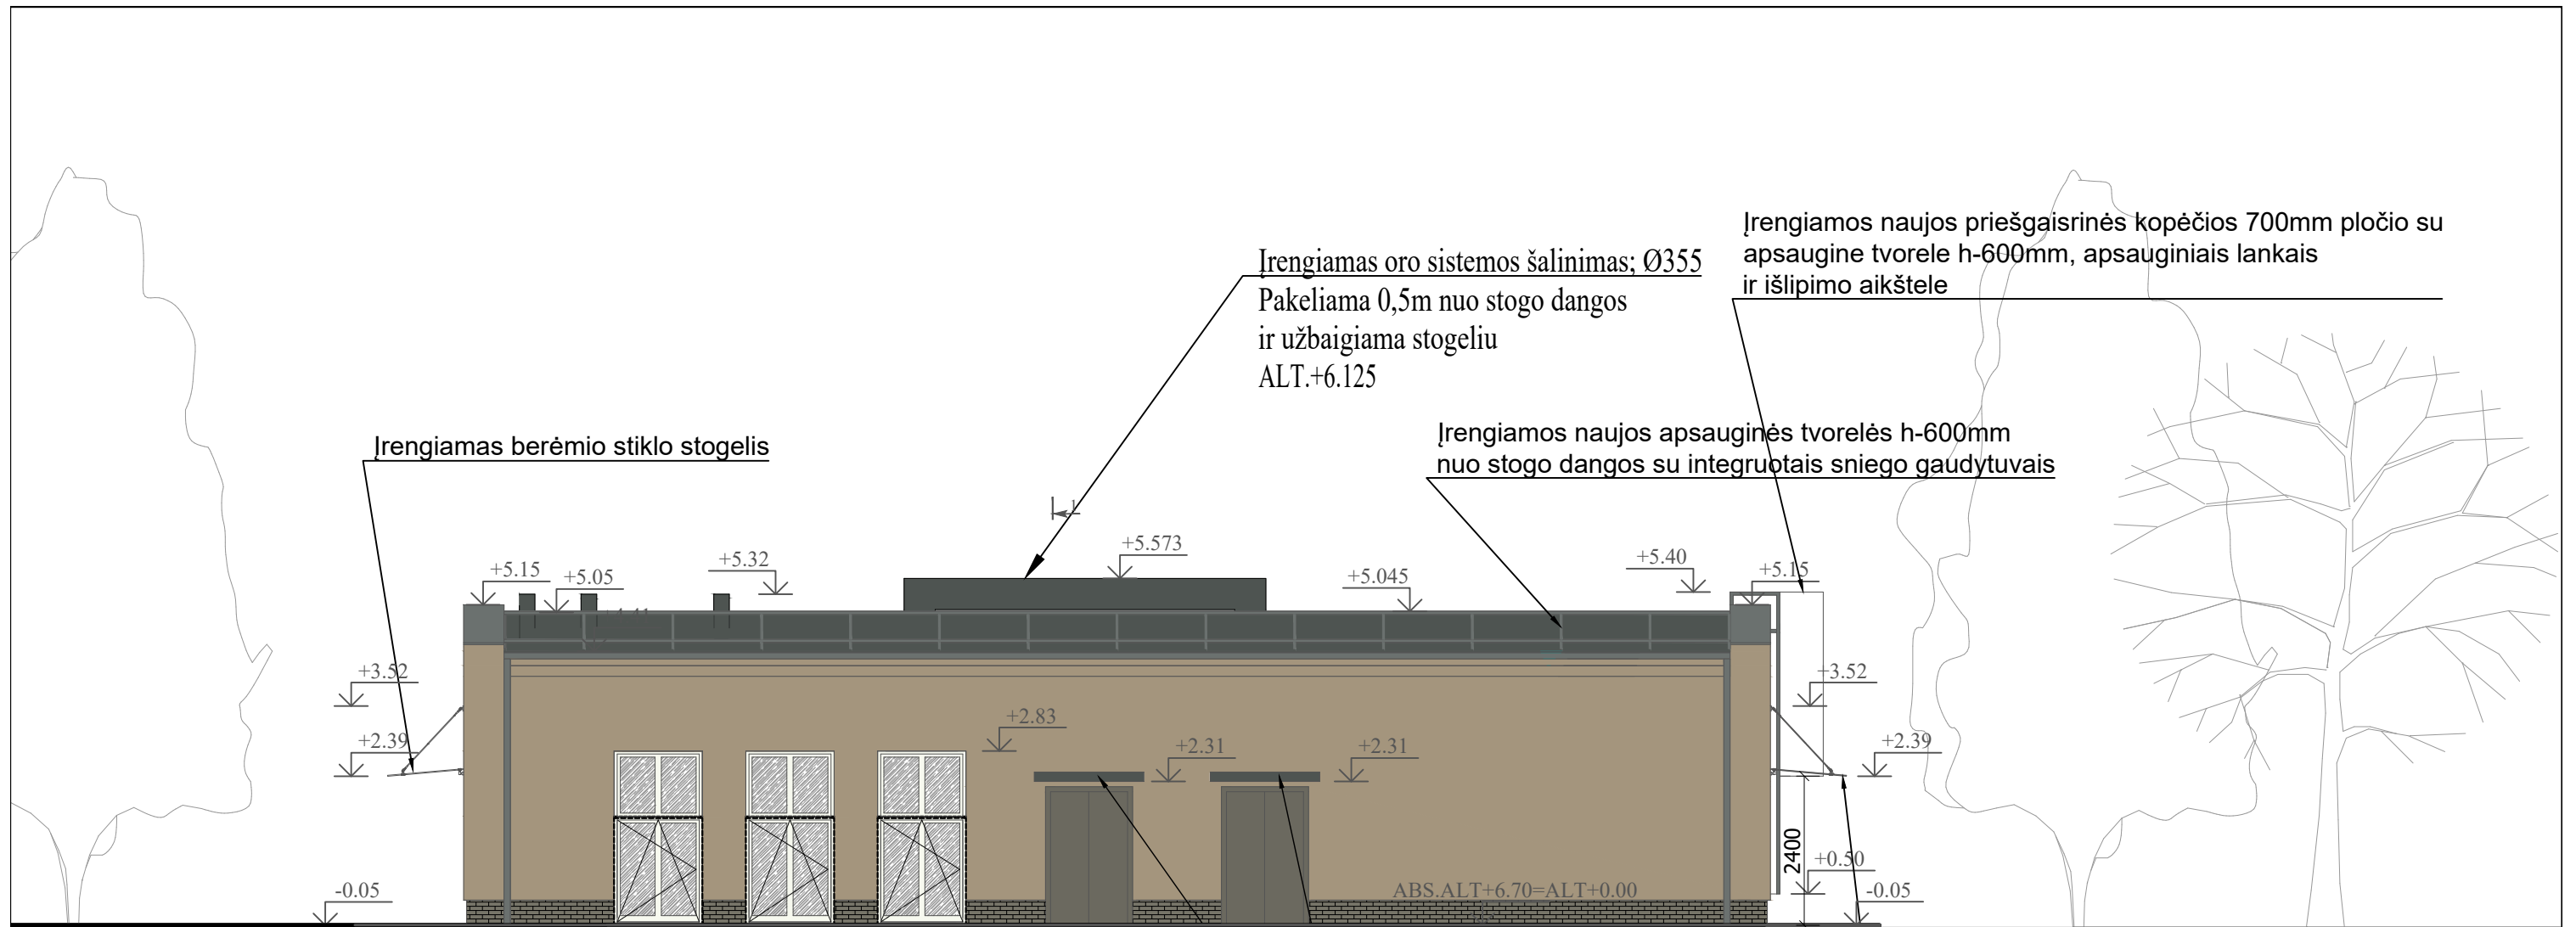 Įrengiamos naujos priešgaisrinės kopėčios 700mm pločio su
apsaugine tvorele h-600mm, apsauginiais lankais
ir išlipimo aikštele
Įrengiamas oro sistemos šalinimas; Ø355
Pakeliama 0,5m nuo stogo dangos
ir užbaigiama stogeliu
ALT.+6.125
Įrengiamas berėmio stiklo stogelis
Įrengiamos naujos apsauginės tvorelės h-600mm
nuo stogo dangos su integruotais sniego gaudytuvais
1
+5.573
+5.15
+5.05
+5.32
+5.045
+5.40
+5.15
+3.52
+3.52
+2.83
+2.39
+2.31
+2.31
+2.39
2400
+0.50
-0.05
ABS.ALT+6.70=ALT+0.00
-0.05